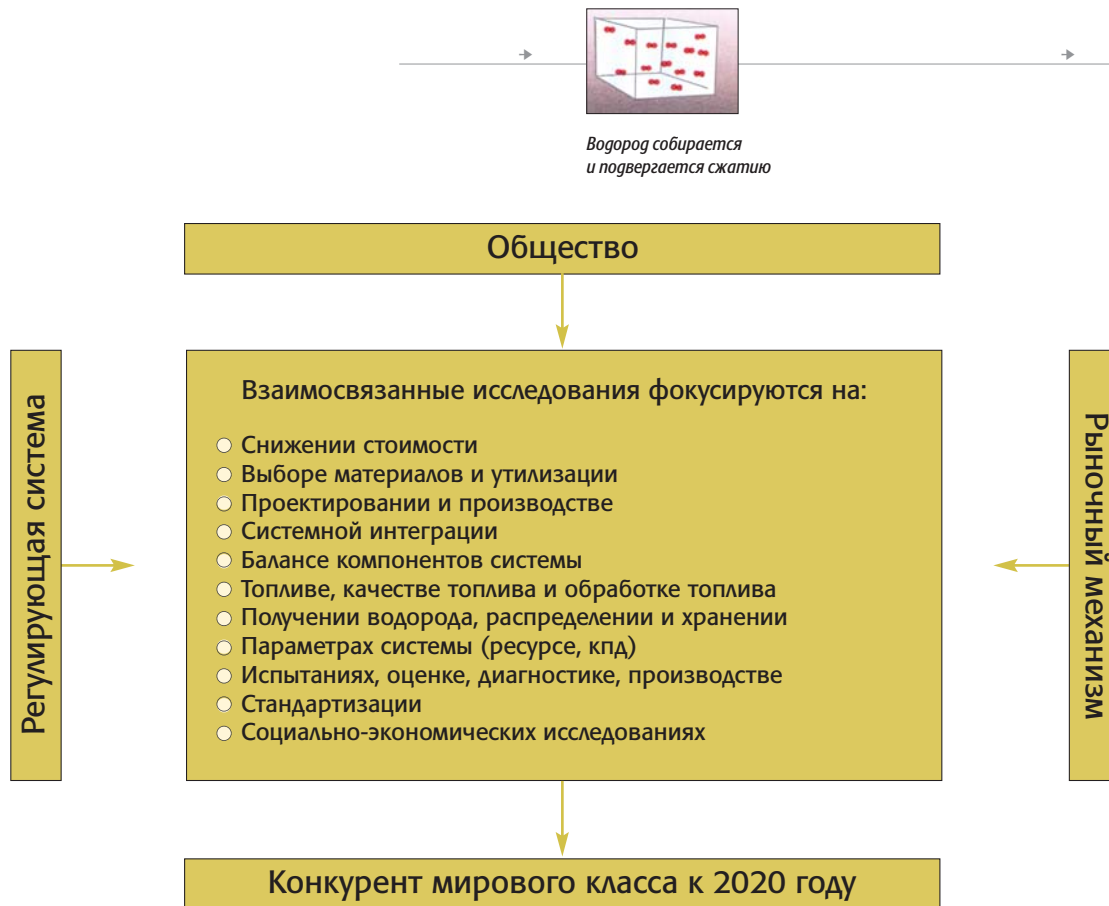 Водород собирается
и подвергается сжатию
Общество
Регулирующая система
Взаимосвязанные исследования фокусируются на:
Снижении стоимости
Выборе материалов и утилизации
Проектировании и производстве
Системной интеграции
Балансе компонентов системы
Топливе, качестве топлива и обработке топлива
Получении водорода, распределении и хранении
Параметрах системы (ресурсе, кпд)
Испытаниях, оценке, диагностике, производстве
Стандартизации
Социально-экономических исследованиях
Рыночный механизм
Конкурент мирового класса к 2020 году